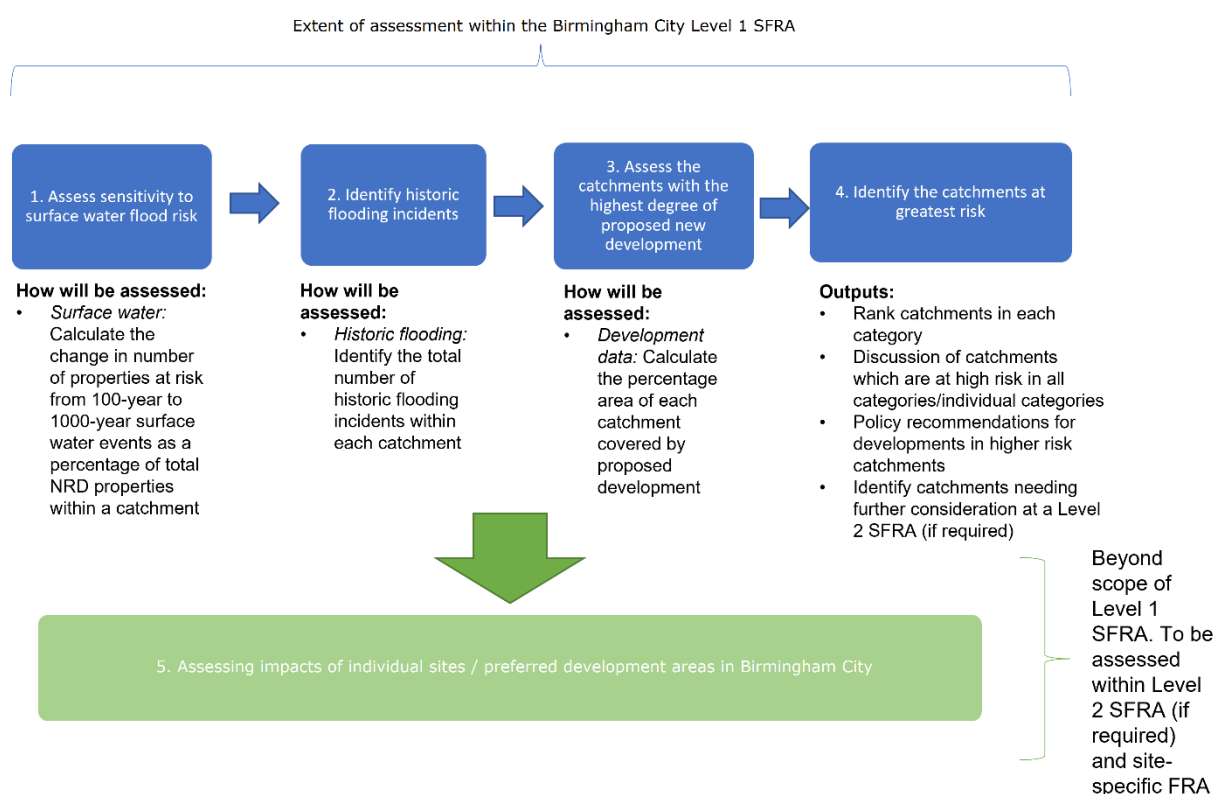 Extent of assessment within the Birmingham City Level 1 SFRA
1. Assess sensitivity to
surface water flood risk
2. Identify historic
flooding incidents
3. Assess the
catchments with the
highest degree of
proposed new
development
4. Identify the catchments at
greatest risk
How will be assessed:
• Surface water:
Calculate the
change in number
of properties at risk
from 100-year to
1000-year surface
water events as a
percentage of total
NRD properties
within a catchment
How will be
assessed:
• Historic flooding:
Identify the total
number of
historic flooding
incidents within
each catchment
How will be
assessed:
• Development
data: Calculate
the percentage
area of each
catchment
covered by
proposed
development
Outputs:
• Rank catchments in each
category
• Discussion of catchments
which are at high risk in all
categories/individual categories
• Policy recommendations for
developments in higher risk
catchments
• Identify catchments needing
further consideration at a Level
2 SFRA (if required)
5. Assessing impacts of individual sites / preferred development areas in Birmingham City
Beyond
scope of
Level 1
SFRA. To be
assessed
within Level
2 SFRA (if
required)
and site-
specific FRA